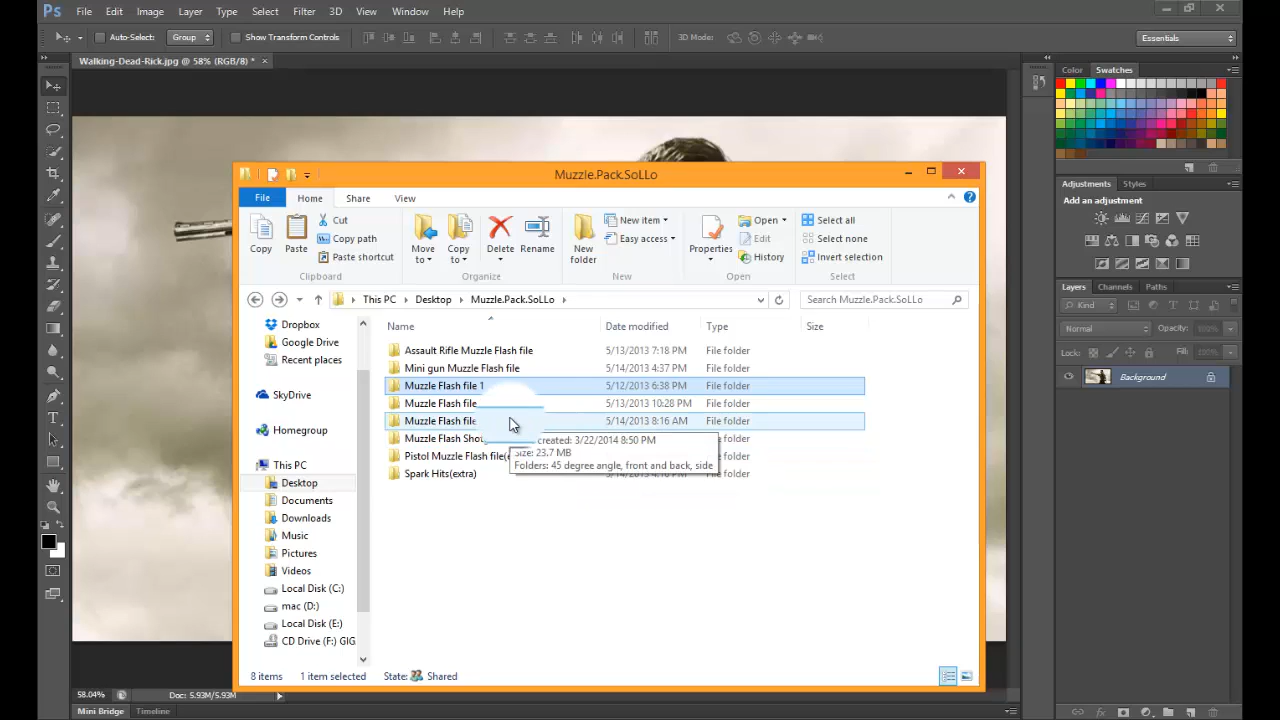 Ps File Edit Image Layer Type Select Filter 3D View Window Help
Auto-Select: Group Show Transform Controls 3D Mode: Essentials
Walking-Dead-Rick.jpg @ 58% (RGB/8) * ×
Color Swatches
Muzzle.Pack.SoLLo
File Home Share View
Copy Paste Cut Copy path Paste shortcut
Clipboard
Move to Copy to Delete Rename
Organize
New folder New item Easy access
New
Properties Open Edit History
Open
Select all Select none Invert selection
Select
This PC Desktop Muzzle.Pack.SoLLo Search Muzzle.Pack.SoLLo
Dropbox
Google Drive
Recent places
SkyDrive
Homegroup
This PC
Desktop
Documents
Downloads
Music
Pictures
Videos
Local Disk (C:)
mac (D:)
Local Disk (E:)
CD Drive (F:) GIG
Name Date modified Type Size
Assault Rifle Muzzle Flash file 5/13/2013 7:18 PM File folder
Mini gun Muzzle Flash file 5/14/2013 4:37 PM File folder
Muzzle Flash file 1 5/12/2013 6:38 PM File folder
Muzzle Flash file 5/13/2013 10:28 PM File folder
Muzzle Flash file 5/14/2013 8:16 AM File folder
Muzzle Flash
Pistol Muzzle Flash file
Spark Hits(extra) File folder
created: 3/22/2014 8:50 PM
Size: 23.7 MB
Folders: 45 degree angle, front and back, side
8 items 1 item selected State: Shared
Adjustments Styles
Add an adjustment
Layers Channels Paths
Kind
Normal Opacity: 100%
Lock: Fill: 100%
Background
58.04% Doc: 5.93M/5.93M
Mini Bridge Timeline